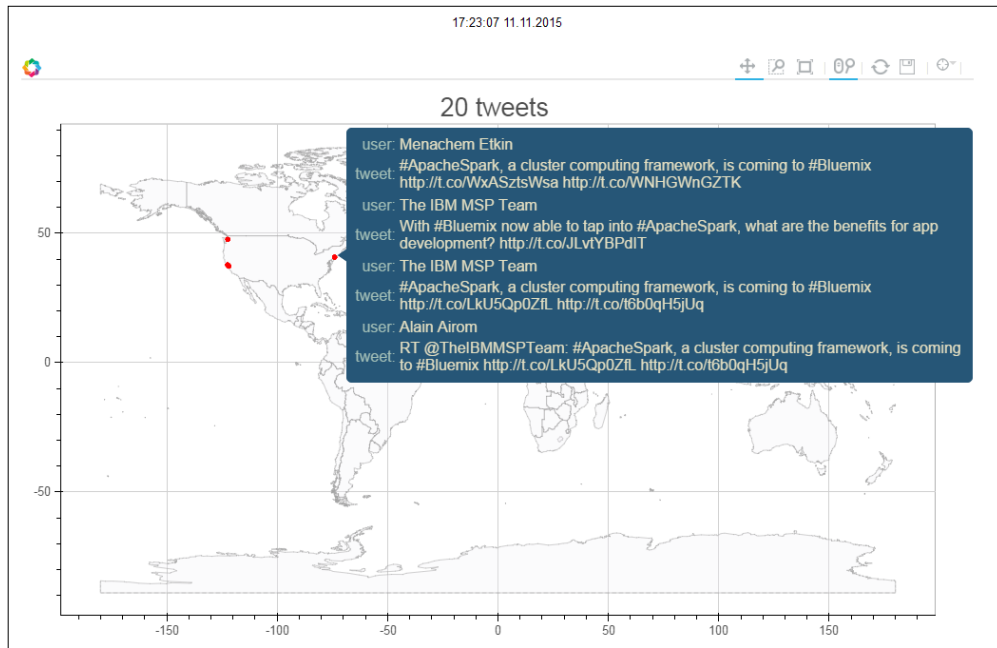 17:23:07 11.11.2015
20 tweets
user: Menachem Etkin
tweet: #ApacheSpark, a cluster computing framework, is coming to #Bluemix
http://t.co/WxASztsWsa http://t.co/WNHGWnGZTK
user: The IBM MSP Team
tweet: With #Bluemix now able to tap into #ApacheSpark, what are the benefits for app
development? http://t.co/JLvtYBPdIT
user: The IBM MSP Team
tweet: #ApacheSpark, a cluster computing framework, is coming to #Bluemix
http://t.co/LkU5Qp0ZfL http://t.co/t6b0qH5jUq
user: Alain Airom
tweet: RT @TheIBMMSPTeam: #ApacheSpark, a cluster computing framework, is coming
to #Bluemix http://t.co/LkU5Qp0ZfL http://t.co/t6b0qH5jUq
50
0
-50
-150 -100 -50 0 50 100 150